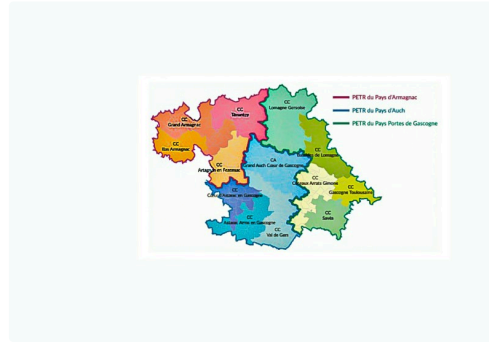 PETR du Pays d'Armagnac
PETR du Pays d'Auch
PETR du Pays Portes de Gascogne
CC
Lomagne Gersoise
CC
Ténarèze
CC
Grand Armagnac
CC
Bas Armagnac
CC
Artagnan en Fezensac
de Lomagne
CA
Grand Auch Cœur de Gascogne
CC
Coteaux Arrats Gimone
CC
Gascogne Toulousaine
CC
en Gascogne
CC
Savès
CC
en Gascogne
CC
Val de Gers